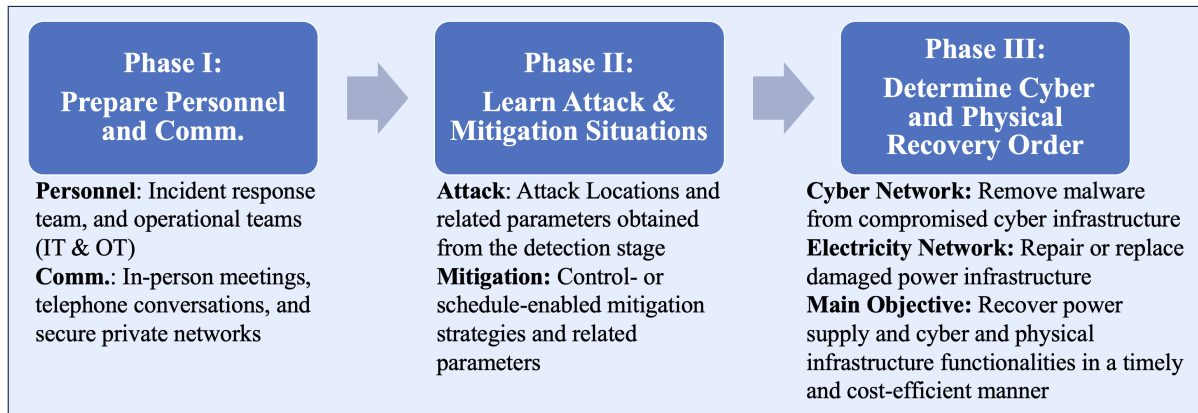 Phase I:
Prepare Personnel
and Comm.
Personnel: Incident response
team, and operational teams
(IT & OT)
Comm.: In-person meetings,
telephone conversations, and
secure private networks
Phase II:
Learn Attack &
Mitigation Situations
Attack: Attack Locations and
related parameters obtained
from the detection stage
Mitigation: Control- or
schedule-enabled mitigation
strategies and related
parameters
Phase III:
Determine Cyber
and Physical
Recovery Order
Cyber Network: Remove malware
from compromised cyber infrastructure
Electricity Network: Repair or replace
damaged power infrastructure
Main Objective: Recover power
supply and cyber and physical
infrastructure functionalities in a timely
and cost-efficient manner